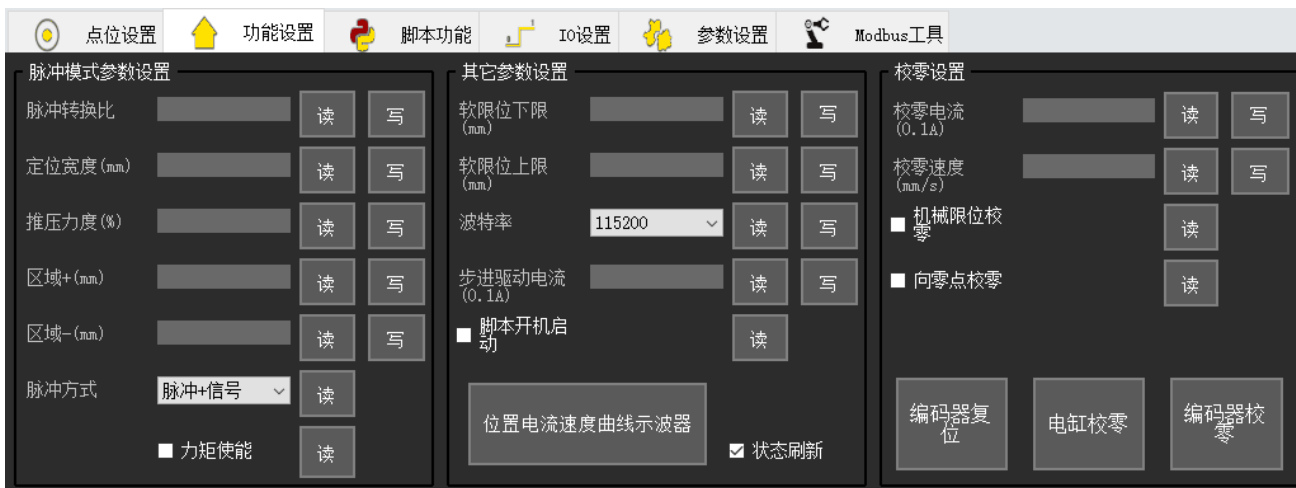 点位设置 功能设置 脚本功能 IO设置 参数设置 Modbus工具
脉冲模式参数设置
脉冲转换比 读 写
定位宽度(mm) 读 写
推压力度(%) 读 写
区域+(mm) 读 写
区域-(mm) 读 写
脉冲方式 脉冲+信号 读
力矩使能 读
其它参数设置
软限位下限
(mm) 读 写
软限位上限
(mm) 读 写
波特率 115200 读 写
步进驱动电流
(0.1A) 读 写
脚本开机启
动 读
位置电流速度曲线示波器 状态刷新
校零设置
校零电流
(0.1A) 读 写
校零速度
(mm/s) 读 写
机械限位校
零 读
向零点校零 读
编码器复
位
电缸校零
编码器校
零